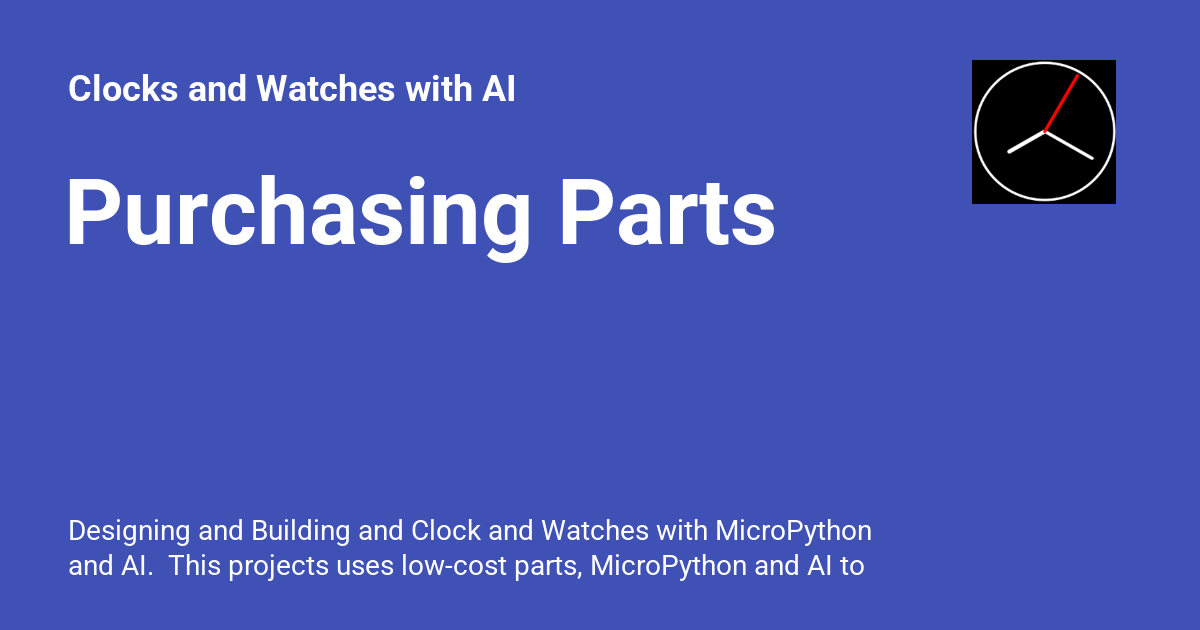 Clocks and Watches with AI
Purchasing Parts
Designing and Building and Clock and Watches with MicroPython
and AI.  This projects uses low-cost parts, MicroPython and AI to